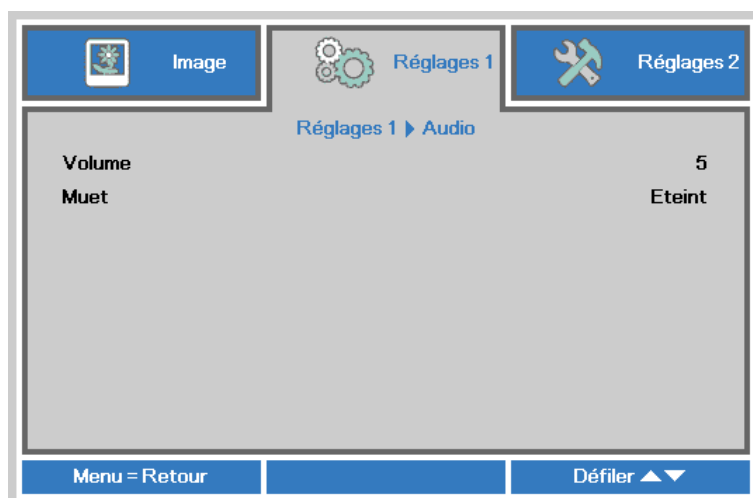 Image
Réglages 1
Réglages 2
Réglages 1 ▶ Audio
Volume 5
Muet Eteint
Menu = Retour
Défiler ▲▼